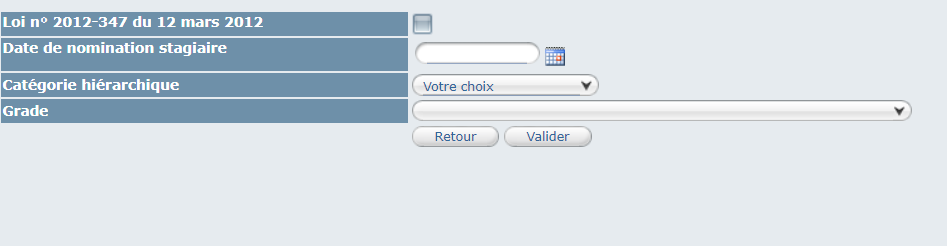 Loi n° 2012-347 du 12 mars 2012
Date de nomination stagiaire
Catégorie hiérarchique Votre choix
Grade
Retour Valider